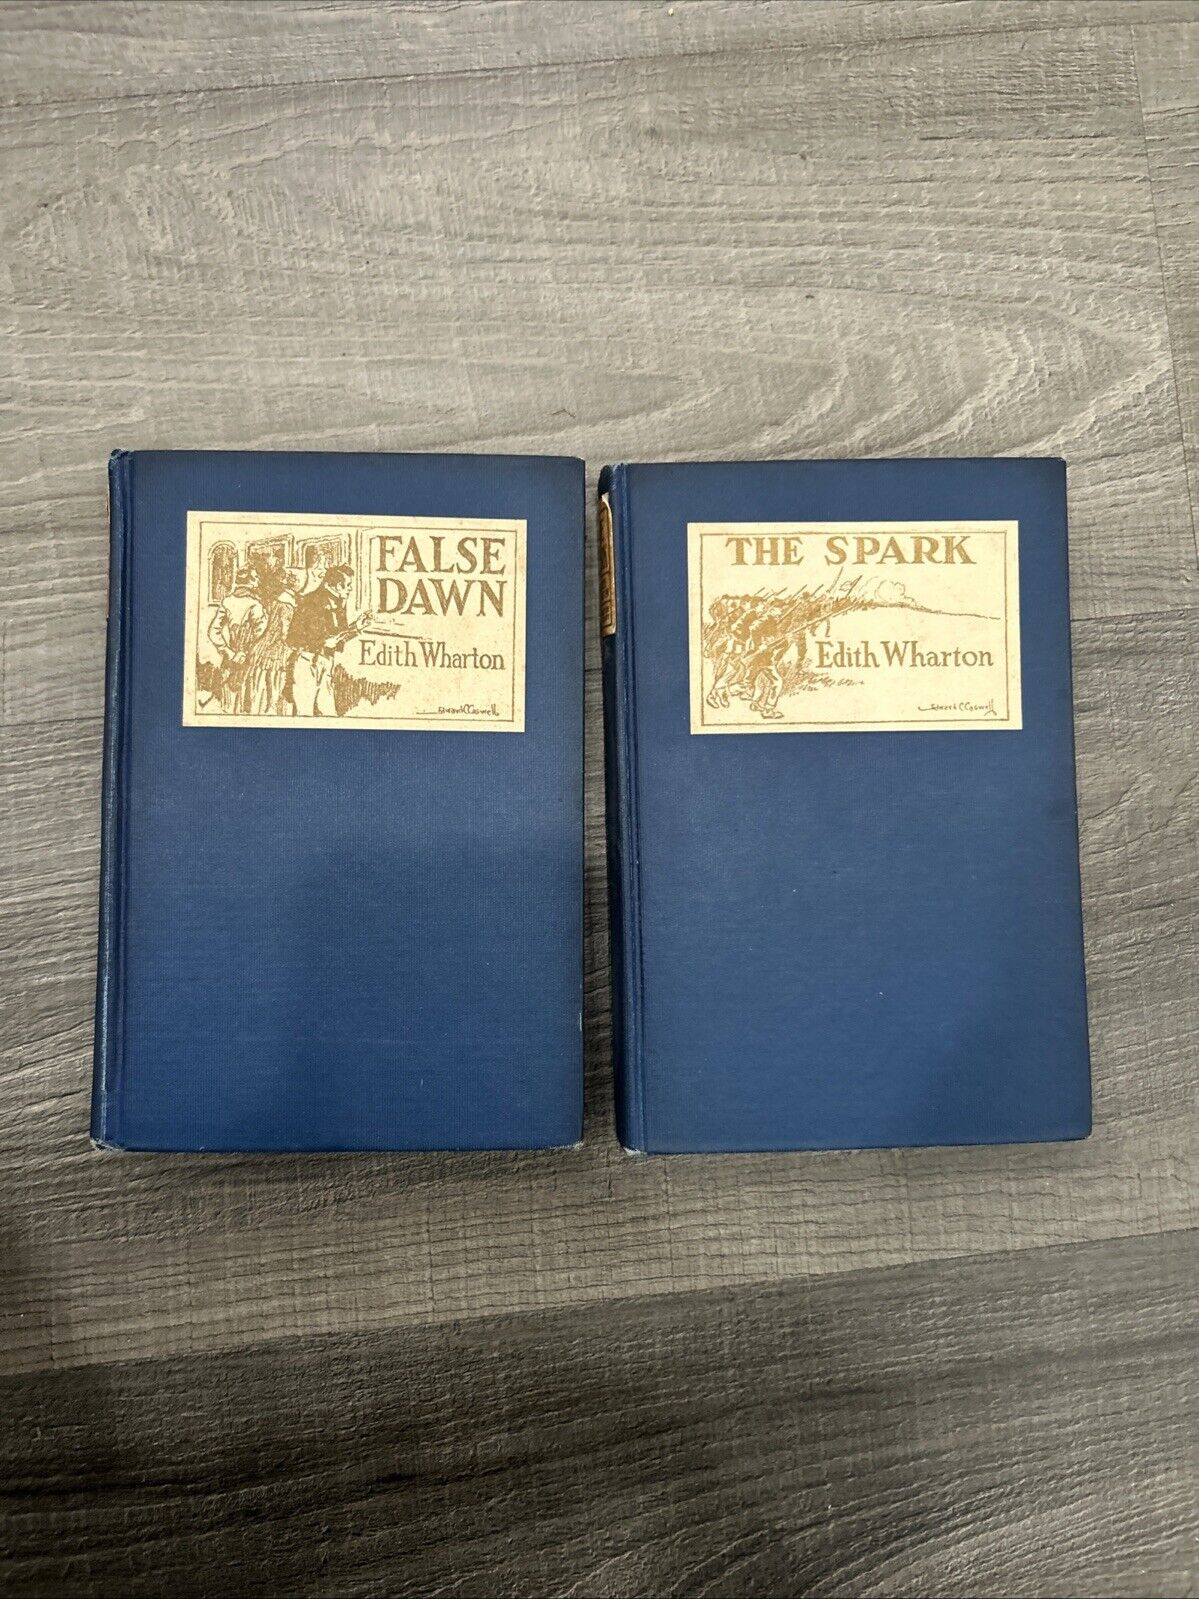 FALSE
DAWN
Edith Wharton
Edward C Caswell
THE SPARK
Edith Wharton
Edward C. Caswell